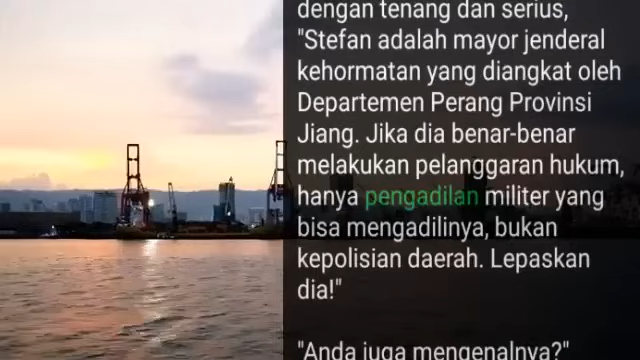 dengan tenang dan serius,
"Stefan adalah mayor jenderal
kehormatan yang diangkat oleh
Departemen Perang Provinsi
Jiang. Jika dia benar-benar
melakukan pelanggaran hukum,
hanya pengadilan militer yang
bisa mengadilinya, bukan
kepolisian daerah. Lepaskan
dia!"
"Anda juga mengenalnya?"